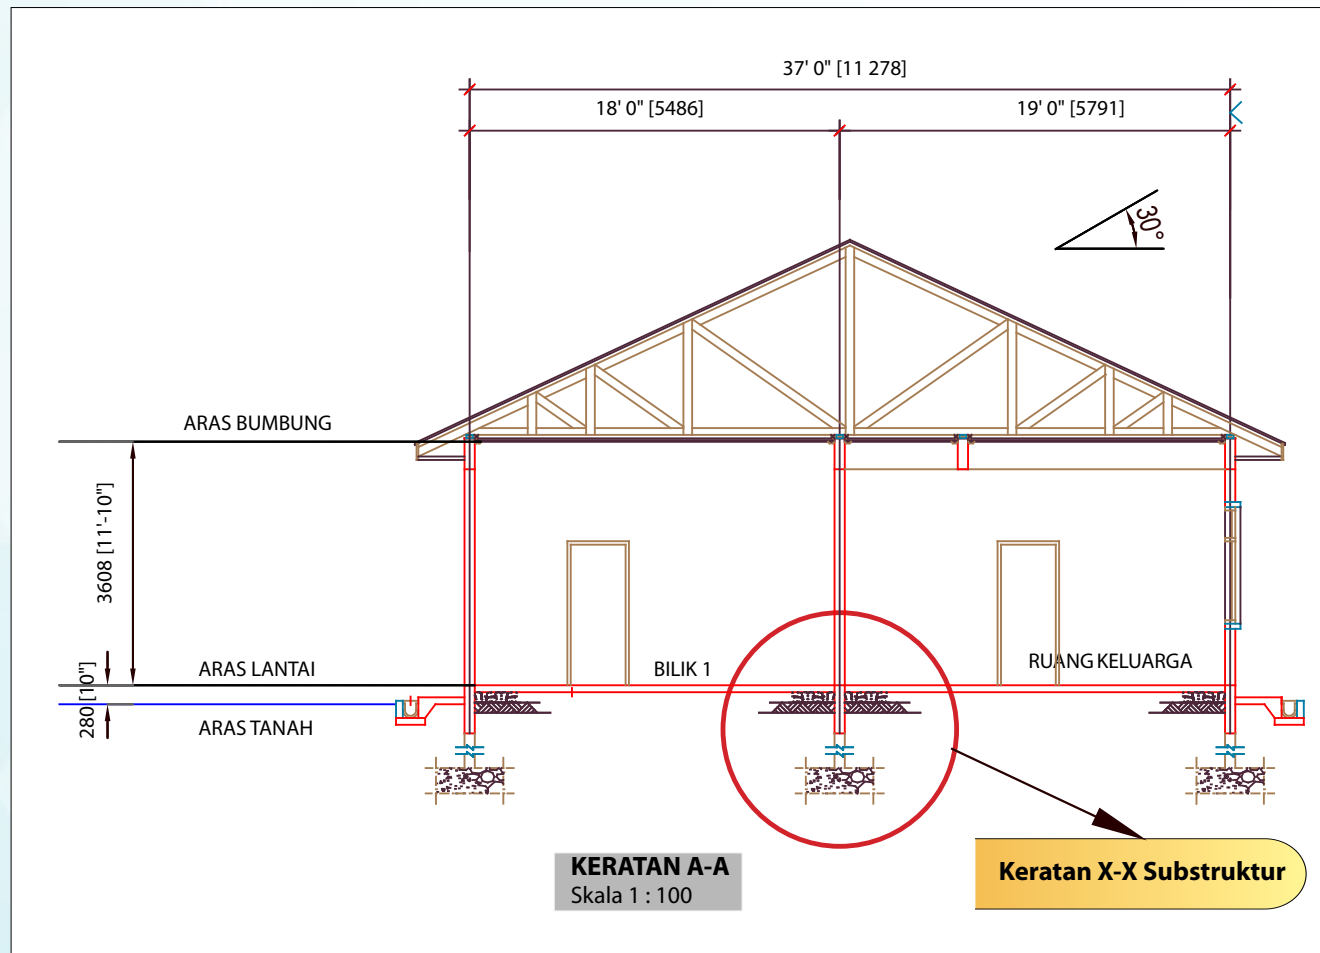 37' 0" [11 278]
18' 0" [5486]
19' 0" [5791]
30°
ARAS BUMBUNG
3608 [11'-10"]
ARAS LANTAI
BILIK 1
RUANG KELUARGA
280 [10"]
ARAS TANAH
KERATAN A-A
Skala 1 : 100
Keratan X-X Substruktur